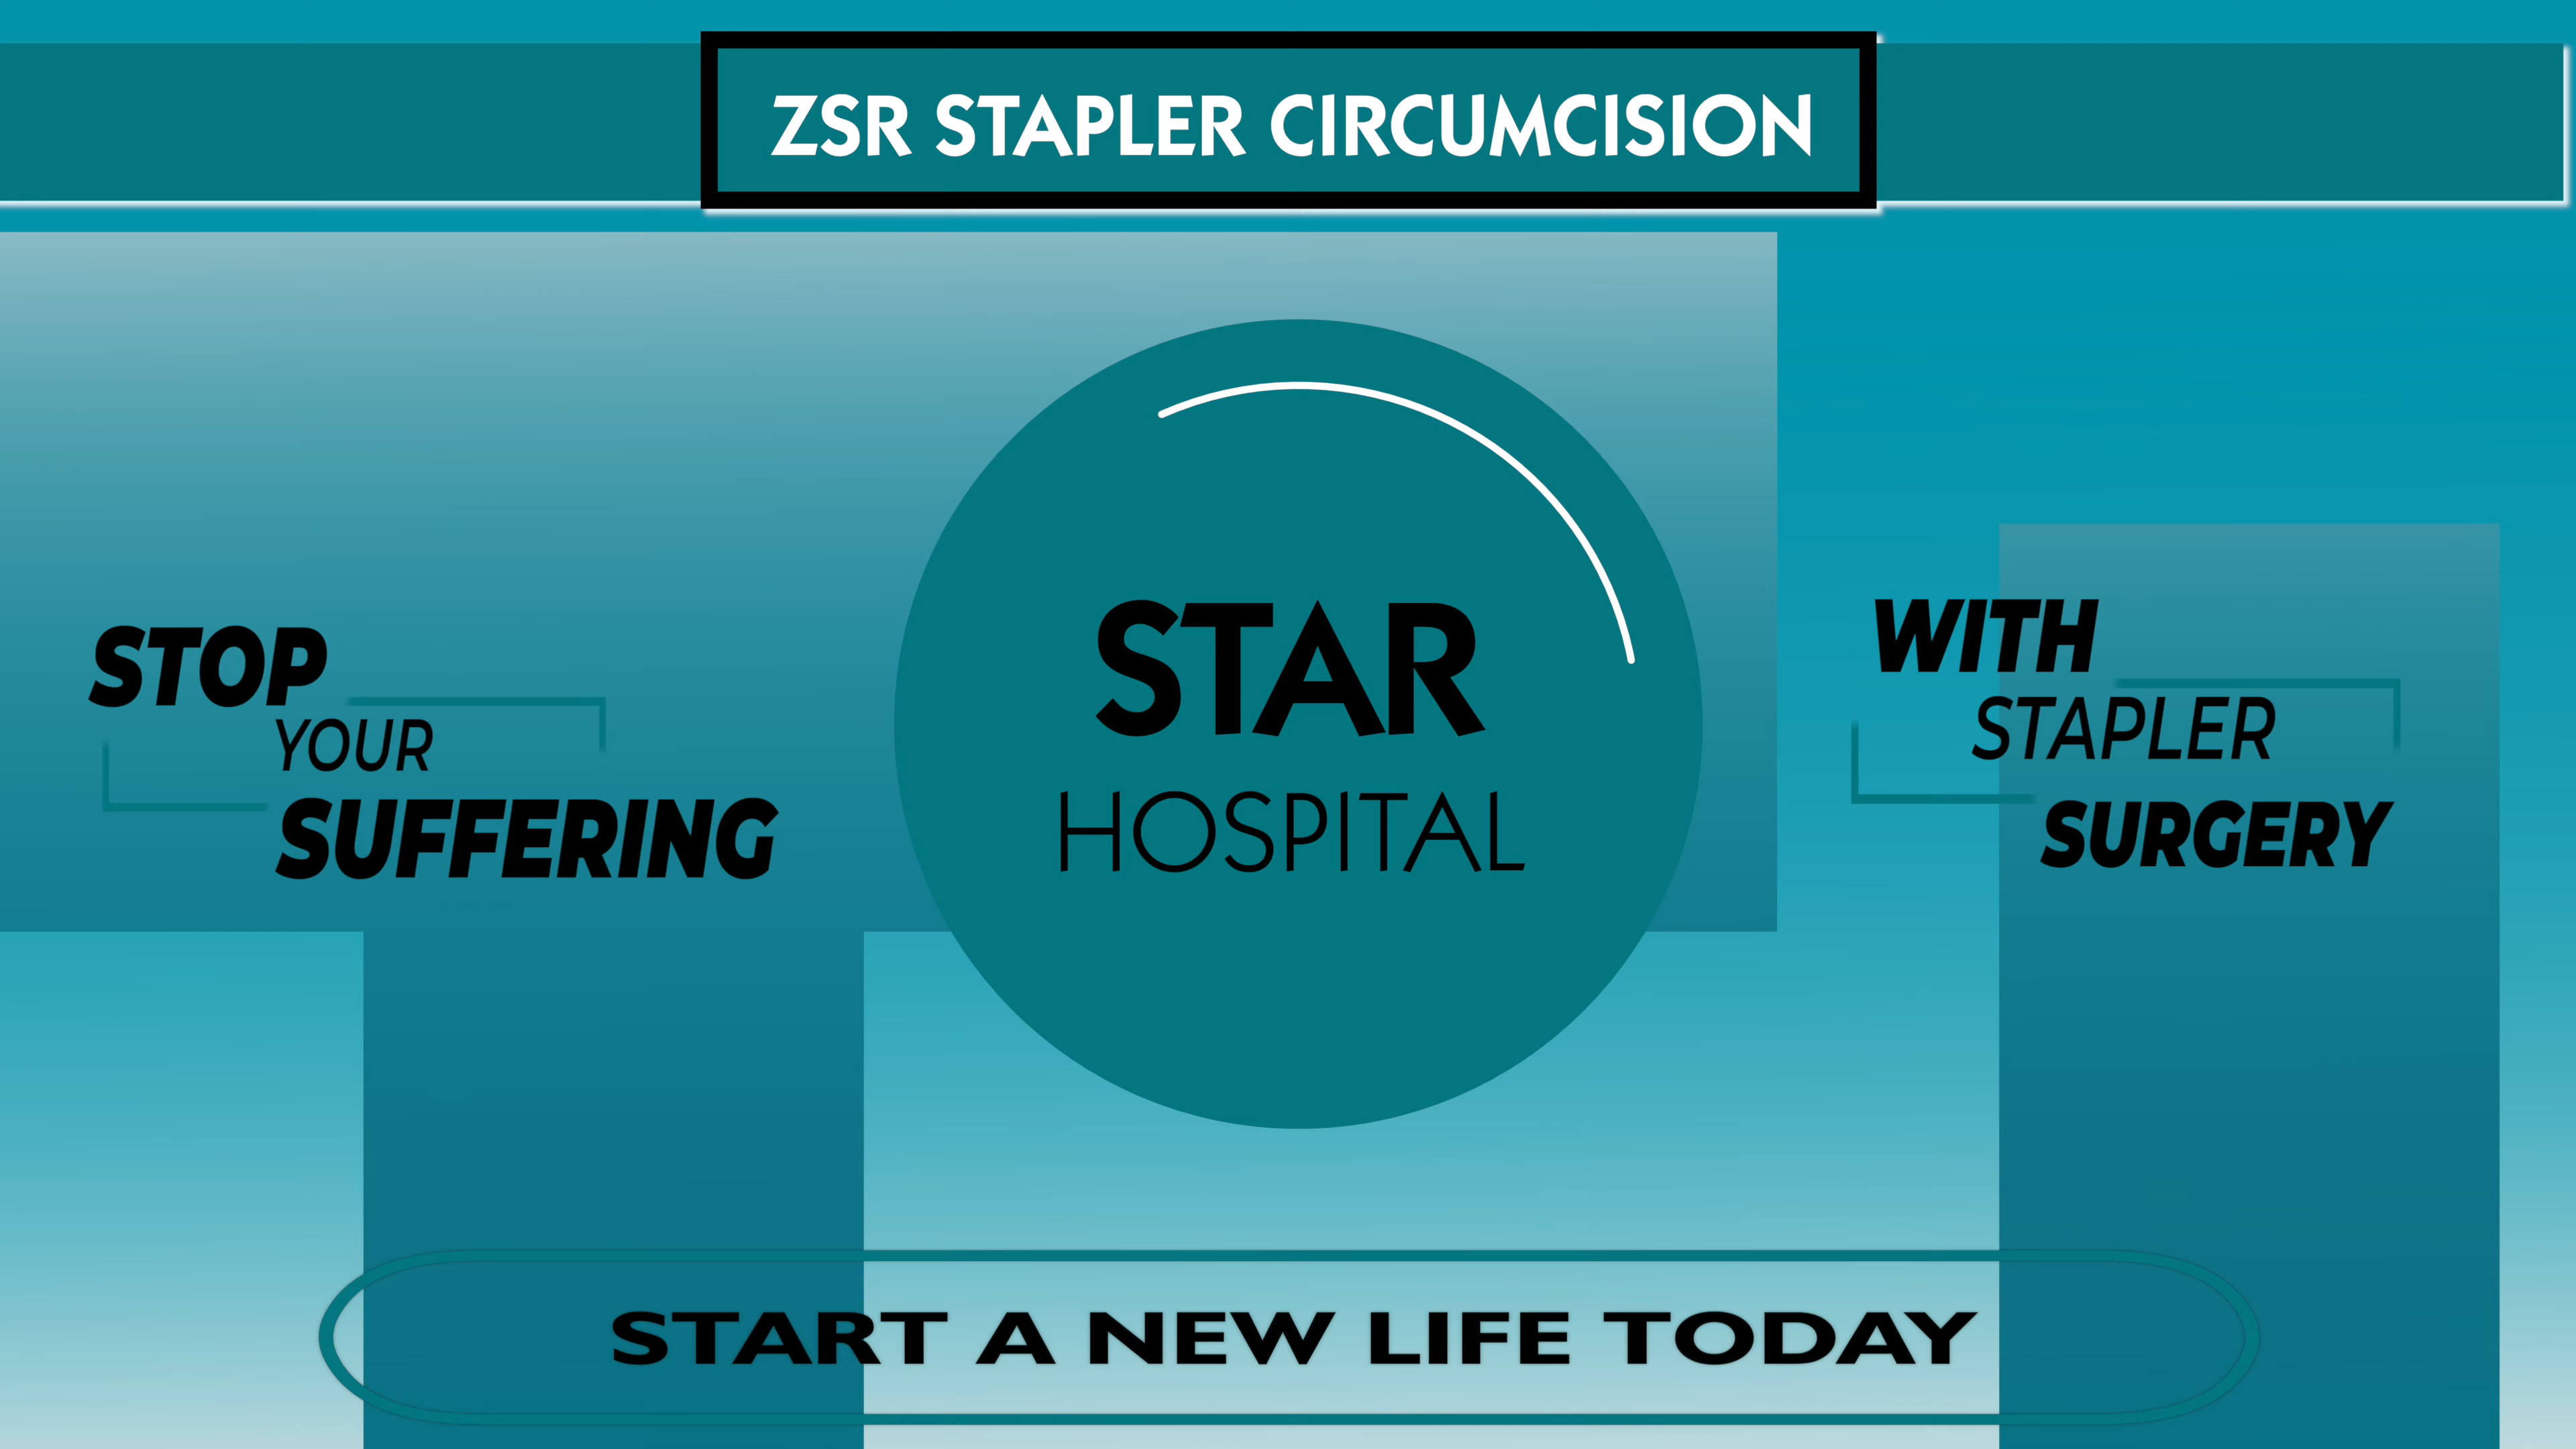 ZSR STAPLER CIRCUMCISION
STOP
YOUR
SUFFERING
STAR
HOSPITAL
WITH
STAPLER
SURGERY
START A NEW LIFE TODAY